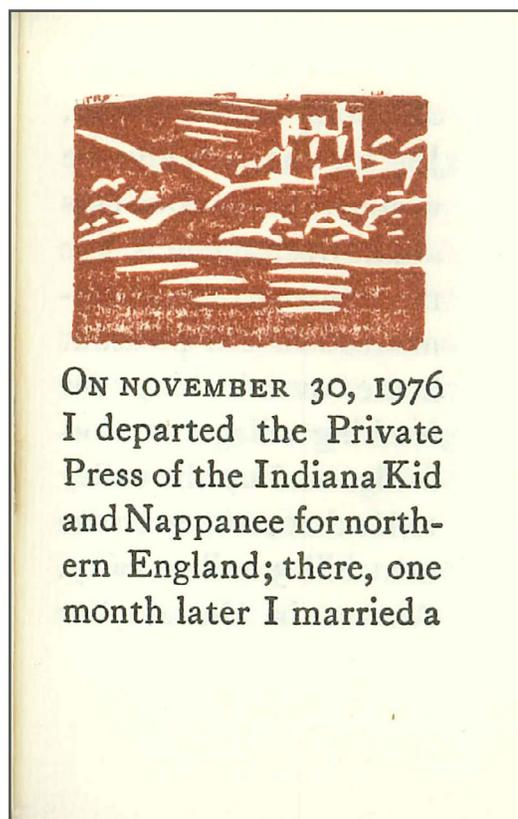 ON NOVEMBER 30, 1976
I departed the Private
Press of the Indiana Kid
and Nappanee for north-
ern England; there, one
month later I married a